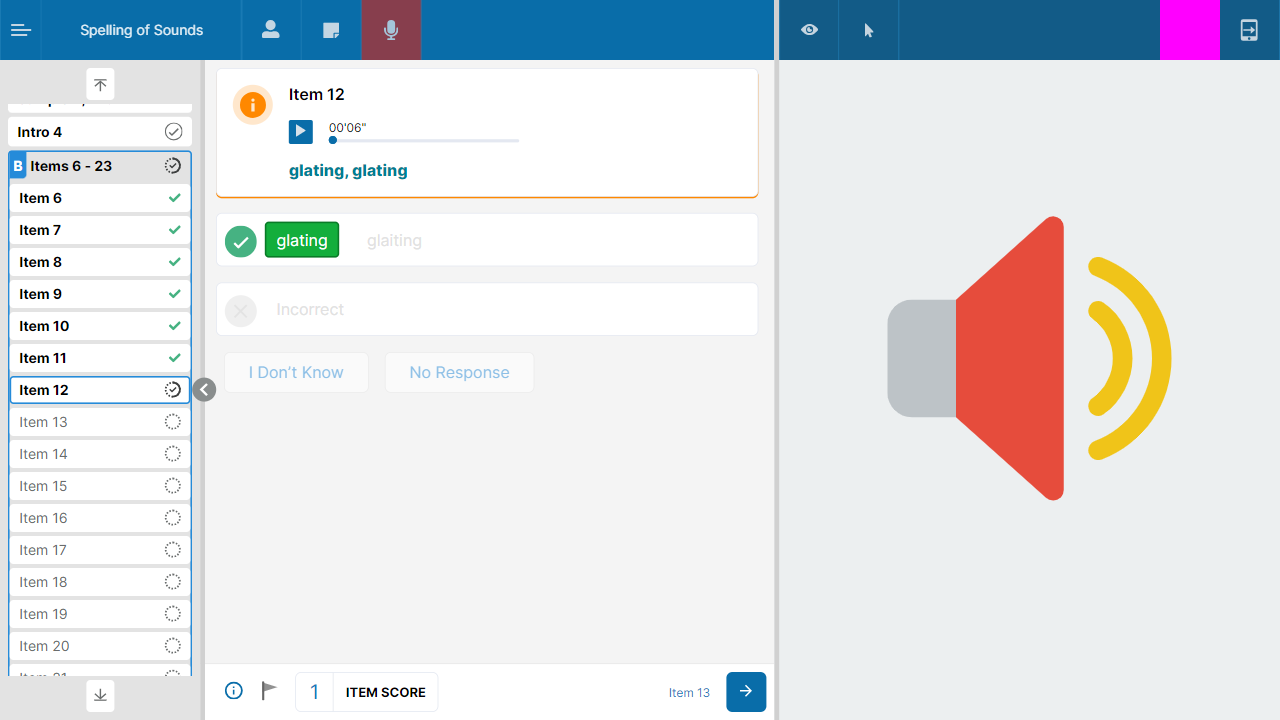 Spelling of Sounds
Intro 4
B Items 6 - 23
Item 6
Item 7
Item 8
Item 9
Item 10
Item 11
Item 12
Item 13
Item 14
Item 15
Item 16
Item 17
Item 18
Item 19
Item 20
Item 12
00'06"
glating, glating
glating glaiting
Incorrect
I Don't Know No Response
1 ITEM SCORE
Item 13